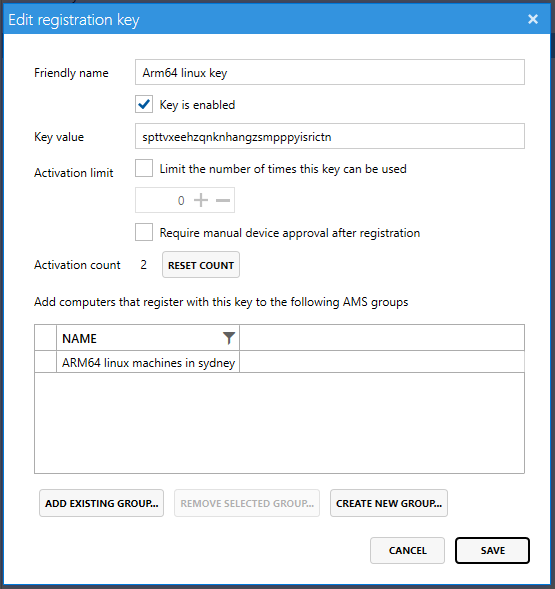 Edit registration key
Friendly name
Arm64 linux key
Key is enabled
Key value
spttvxeehzqnknhangzsmpppyisrictn
Activation limit
Limit the number of times this key can be used
0
Require manual device approval after registration
Activation count 2 RESET COUNT
Add computers that register with this key to the following AMS groups
NAME
ARM64 linux machines in sydney
ADD EXISTING GROUP... REMOVE SELECTED GROUP... CREATE NEW GROUP...
CANCEL SAVE